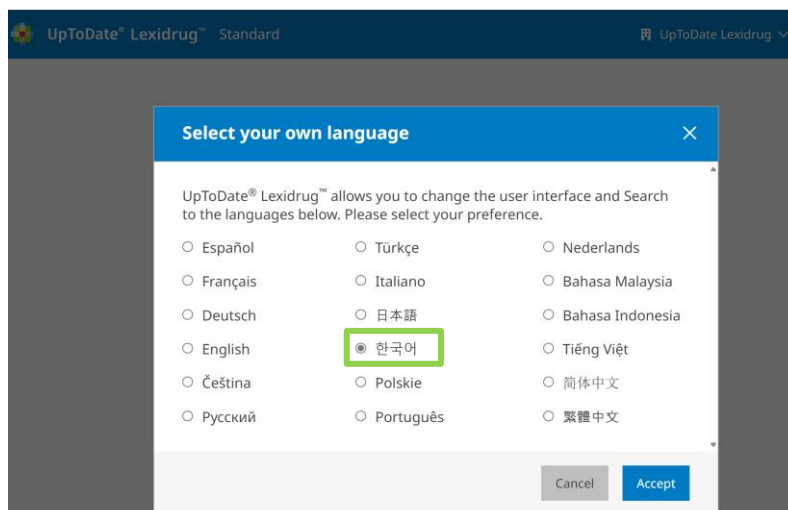 UpToDate® Lexidrug™ Standard
UpToDate Lexidrug
Select your own language
UpToDate® Lexidrug™ allows you to change the user interface and Search
to the languages below. Please select your preference.
Español Türkçe Nederlands
Français Italiano Bahasa Malaysia
Deutsch 日本語 Bahasa Indonesia
English 한국어 Tiếng Việt
Čeština Polskie 简体中文
Русский Português 繁體中文
Cancel Accept